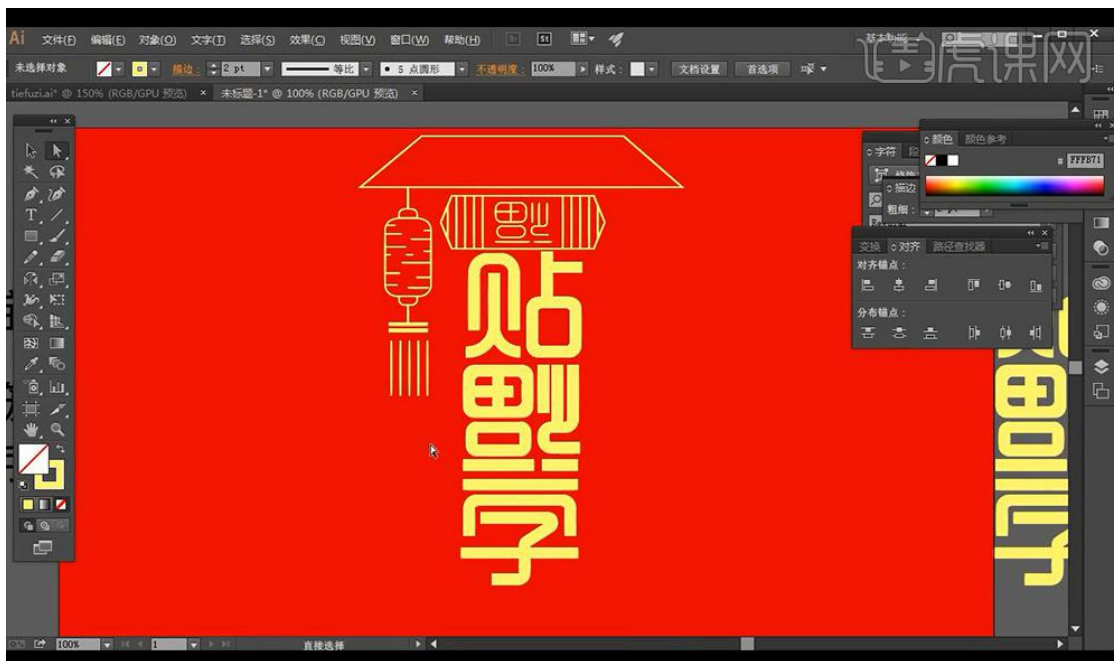 Ai 文件(F) 编辑(E) 对象(O) 文字(T) 选择(S) 效果(C) 视图(V) 窗口(W) 帮助(H) Br St
虎课网
未选择对象 描边: 2 pt 等比 5 点圆形 不透明度: 100% 样式: 文档设置 首选项
tiefuzi.ai* @ 150% (RGB/GPU 预览) × 未标题-1* @ 100% (RGB/GPU 预览) ×
颜色 颜色参考
FFFB71
字符 段
描边
粗细:
变换 对齐 路径查找器
对齐锚点:
分布锚点:
福
贴
福
字
100% 1 直接选择